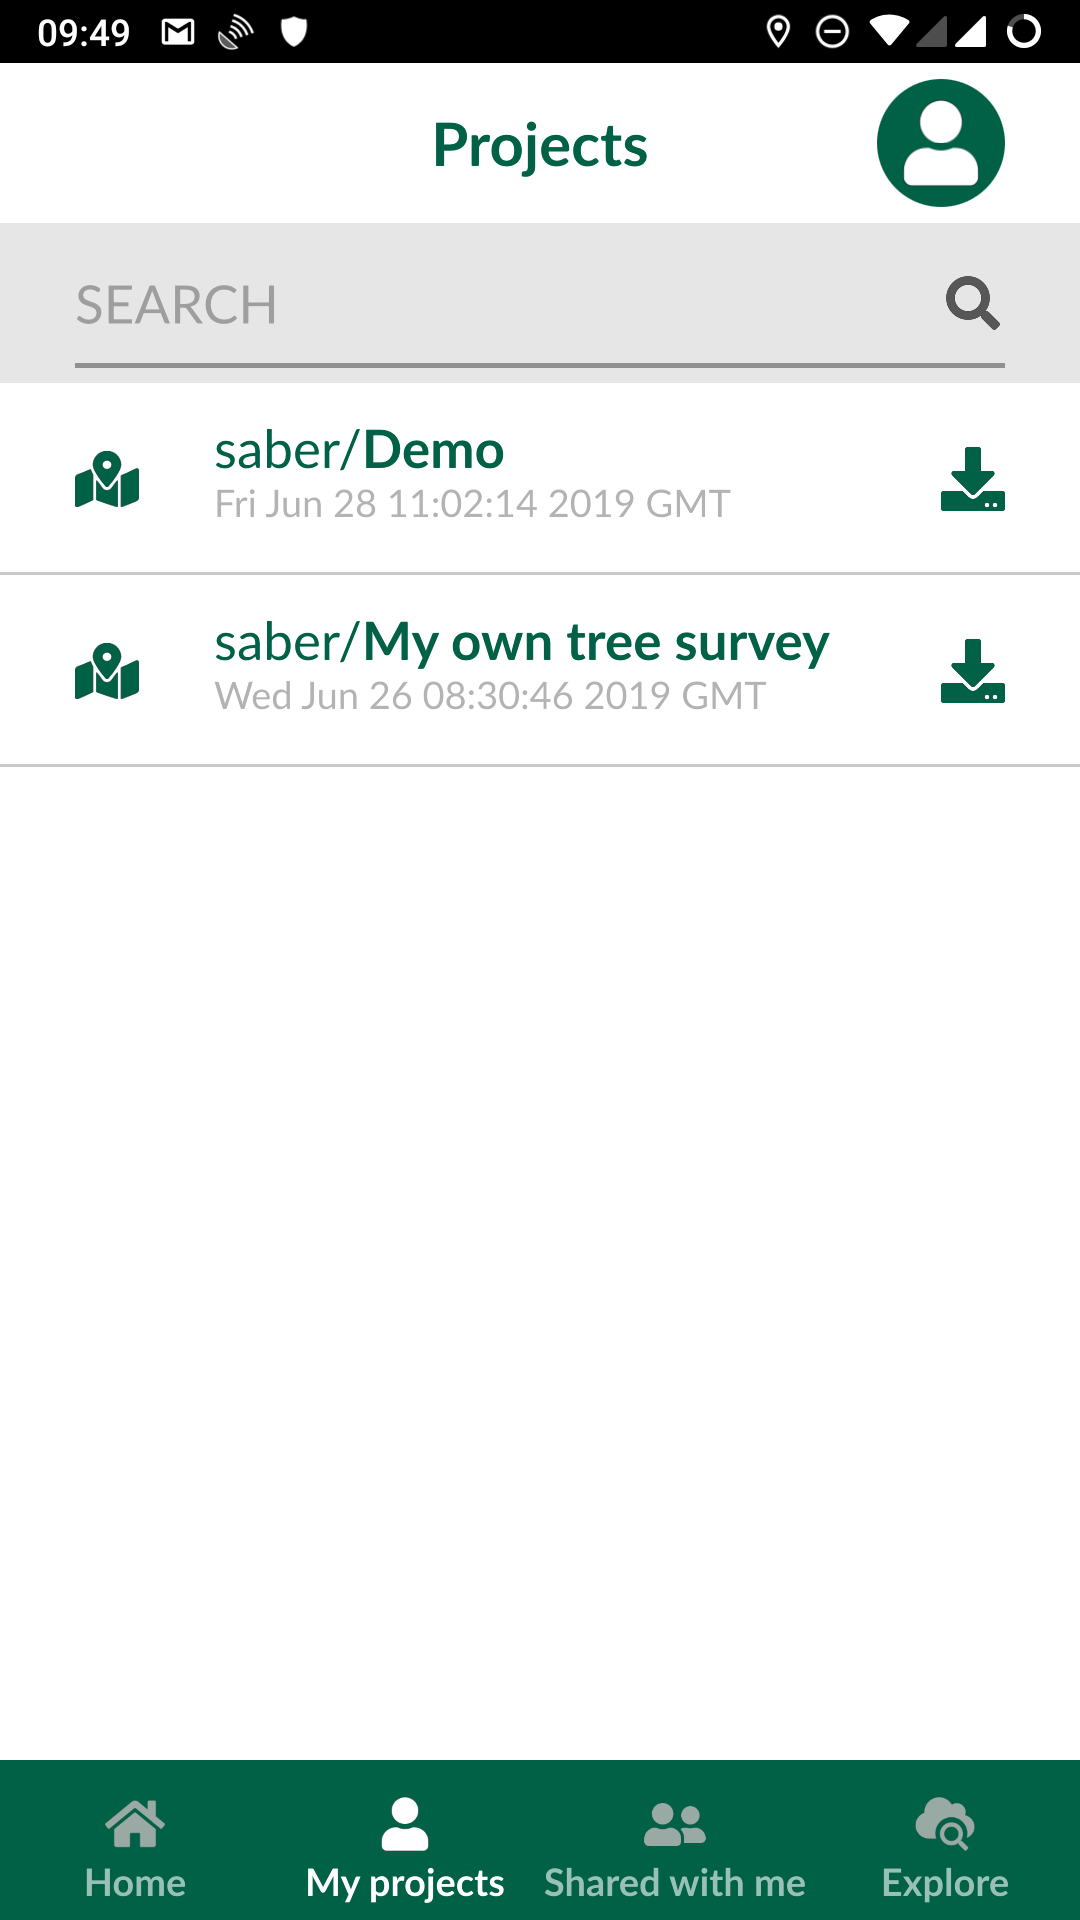 09:49
Projects
SEARCH
saber/Demo
Fri Jun 28 11:02:14 2019 GMT
saber/My own tree survey
Wed Jun 26 08:30:46 2019 GMT
Home
My projects
Shared with me
Explore